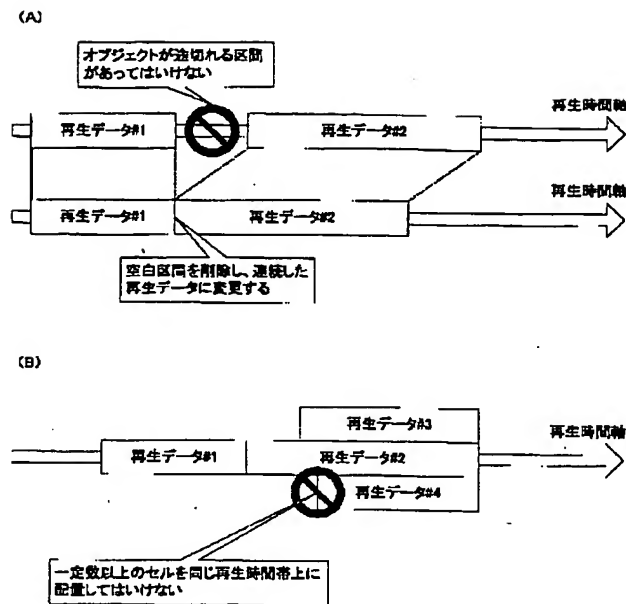 (A)
オブジェクトが途切れる区間
があってはいけない
再生時間軸
再生データ#1
再生データ#2
再生時間軸
再生データ#1
再生データ#2
空白区間を削除し、連続した
再生データに変更する
(B)
再生データ#3
再生時間軸
再生データ#1
再生データ#2
再生データ#4
一定数以上のセルを同じ再生時間帯上に
配置してはいけない